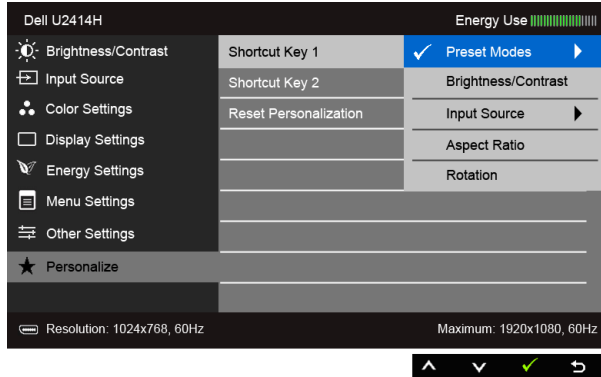 Dell U2414H Energy Use
Brightness/Contrast Shortcut Key 1 Preset Modes
Input Source Shortcut Key 2 Brightness/Contrast
Color Settings Reset Personalization Input Source
Display Settings Aspect Ratio
Energy Settings Rotation
Menu Settings
Other Settings
Personalize
Resolution: 1024x768, 60Hz Maximum: 1920x1080, 60Hz